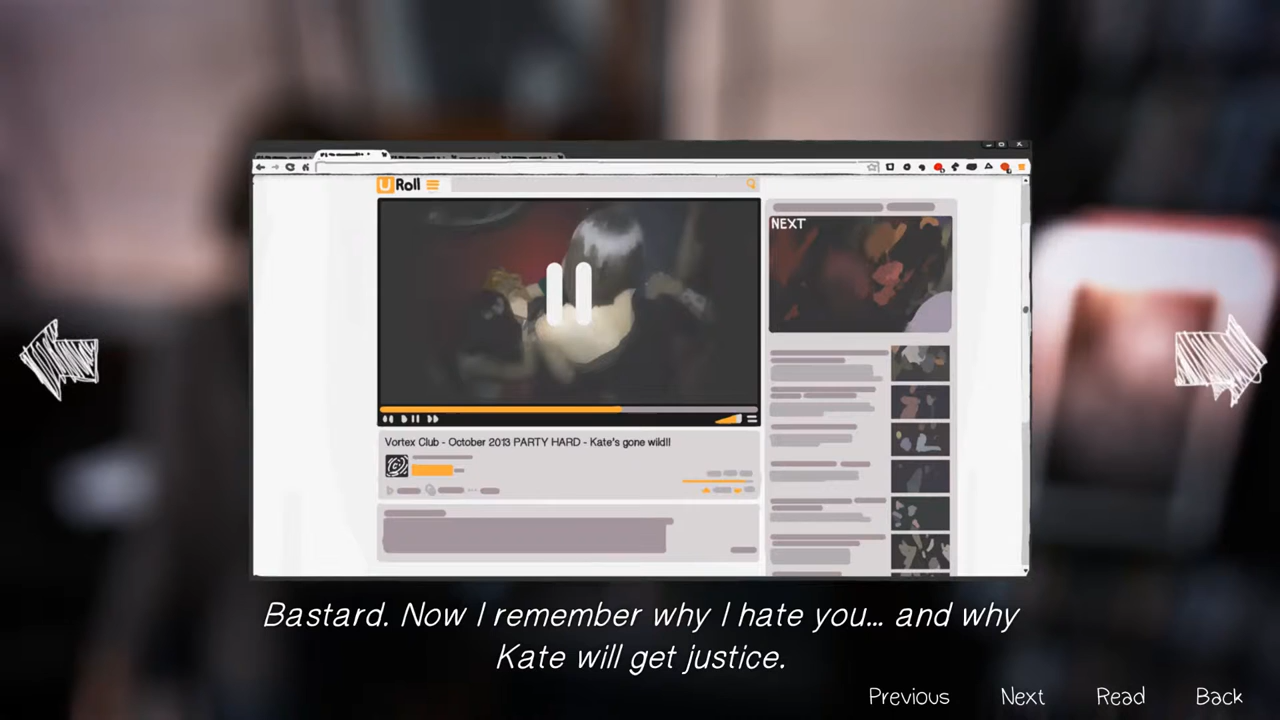 U Roll
NEXT
Vortex Club - October 2013 PARTY HARD - Kate's gone wild!!
Bastard. Now I remember why I hate you... and why
Kate will get justice.
Previous Next Read Back